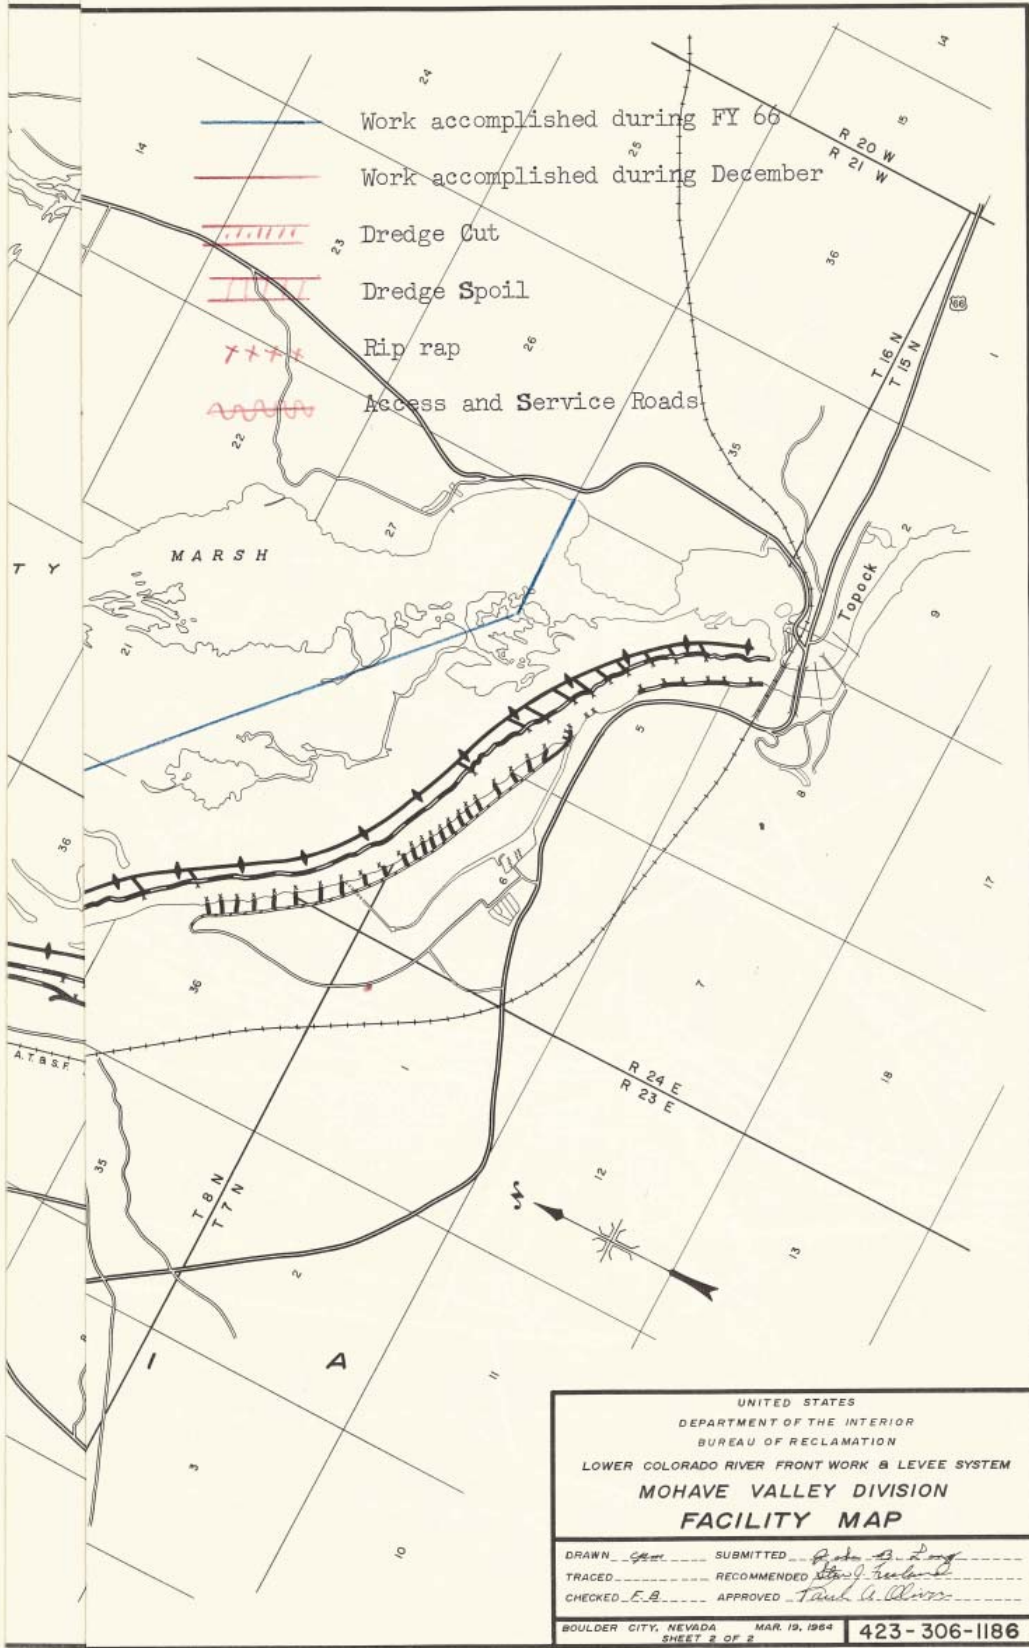 14
24
14
Work accomplished during FY 66
15
25
R 20 W
R 21 W
Work accomplished during December
23
Dredge Cut
36
Dredge Spoil
66
26
Rip rap
T 16 N
T 15 N
1
Access and Service Roads
22
35
27
2
MARSH
T Y
Topock
9
21
5
8
36
6
17
36
7
A.T. & S.F.
1
R 24 E
R 23 E
18
35
12
T 8 N
T 7 N
N
13
2
8
I A
11
3
10
UNITED STATES
DEPARTMENT OF THE INTERIOR
BUREAU OF RECLAMATION
LOWER COLORADO RIVER FRONT WORK & LEVEE SYSTEM
MOHAVE VALLEY DIVISION
FACILITY MAP
DRAWN SUBMITTED
TRACED RECOMMENDED
CHECKED F.B. APPROVED Paul A. Oliver
BOULDER CITY, NEVADA MAR. 19, 1964
SHEET 2 OF 2
423-306-1186